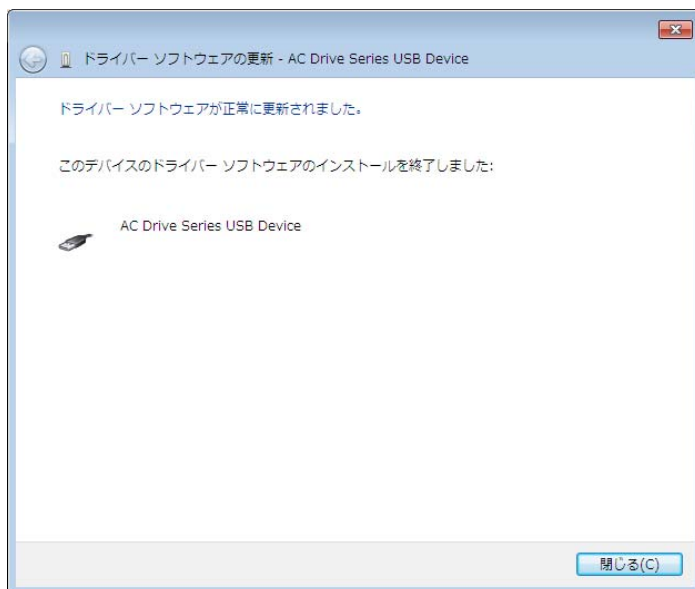 ドライバー ソフトウェアの更新 - AC Drive Series USB Device
ドライバー ソフトウェアが正常に更新されました。
このデバイスのドライバー ソフトウェアのインストールを終了しました:
AC Drive Series USB Device
閉じる(C)